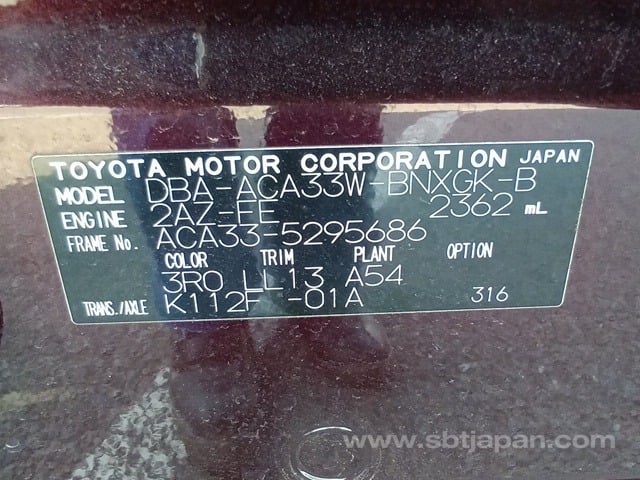 TOYOTA MOTOR CORPORATION JAPAN
MODEL DBA-ACA33W-BNXGK-B
ENGINE 2AZ-FE 2362 mL
FRAME No. ACA33-5295686
COLOR TRIM PLANT OPTION
3R0 LL13 A54
TRANS./AXLE K112F -01A 316
www.sbtjapan.com